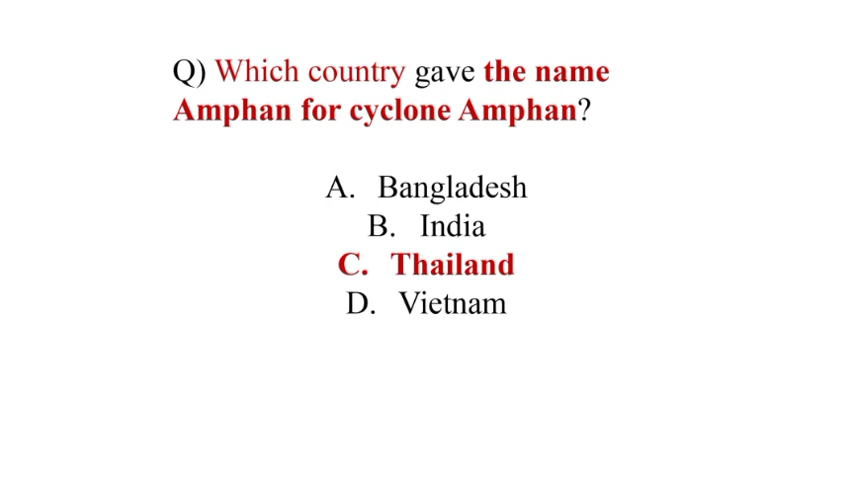 Q) Which country gave the name
Amphan for cyclone Amphan?
A. Bangladesh
B. India
C. Thailand
D. Vietnam